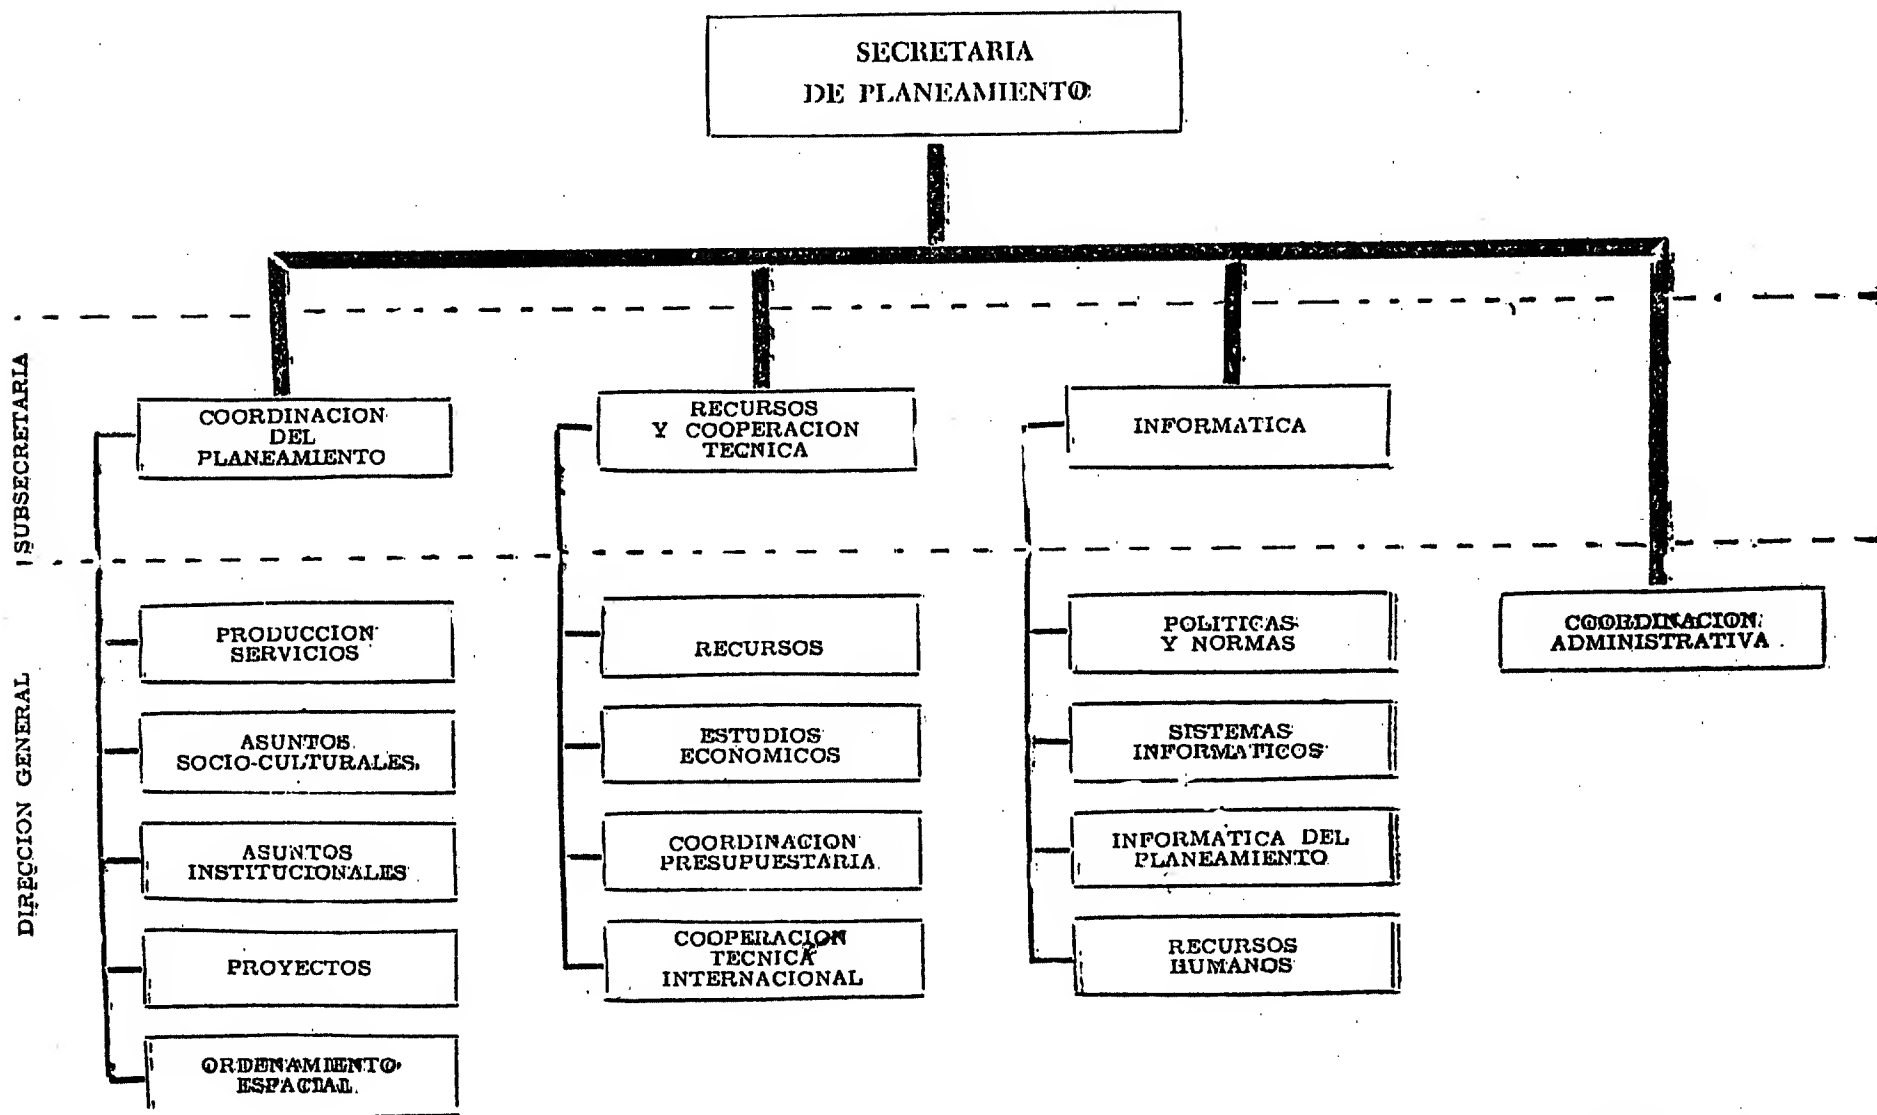 SECRETARIA
DE PLANEAMIENTO
SUBSECRETARIA
COORDINACION
DEL
PLANEAMIENTO
RECURSOS
Y COOPERACION
TECNICA
INFORMATICA
DIRECCION GENERAL
PRODUCCION
SERVICIOS
ASUNTOS
SOCIO-CULTURALES
ASUNTOS
INSTITUCIONALES
PROYECTOS
ORDENAMIENTO
ESPACIAL
RECURSOS
ESTUDIOS
ECONOMICOS
COORDINACION
PRESUPUESTARIA
COOPERACION
TECNICA
INTERNACIONAL
POLITICAS
Y NORMAS
SISTEMAS
INFORMATICOS
INFORMATICA DEL
PLANEAMIENTO
RECURSOS
HUMANOS
COORDINACION
ADMINISTRATIVA